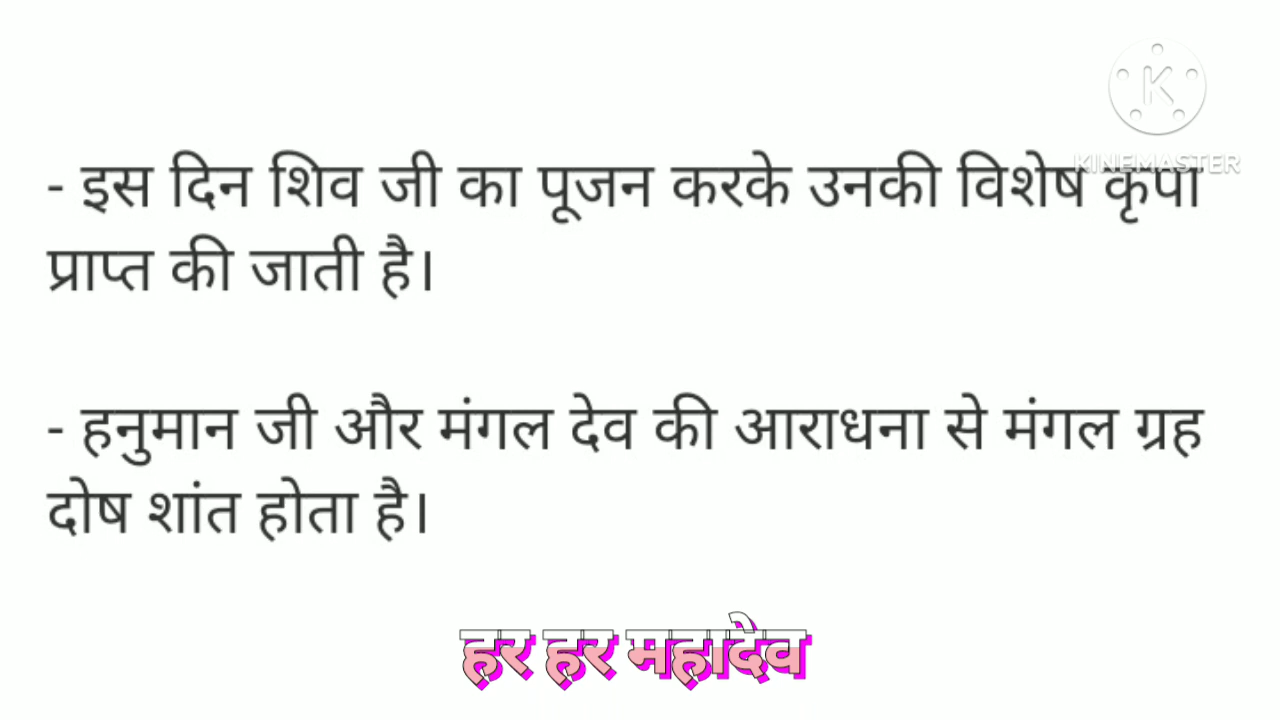 KINEMASTER
- इस दिन शिव जी का पूजन करके उनकी विशेष कृपा
प्राप्त की जाती है।
- हनुमान जी और मंगल देव की आराधना से मंगल ग्रह
दोष शांत होता है।
हर हर महादेव